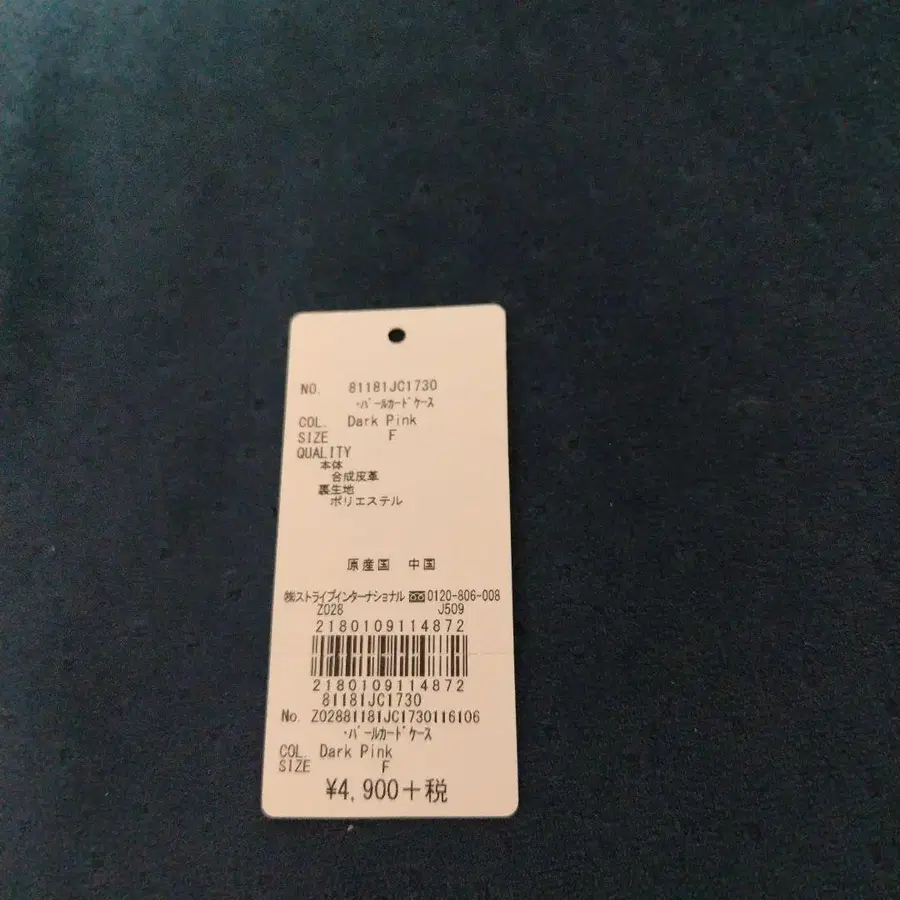 NO. 81181JC1730
・パールカードケース
COL. Dark Pink
SIZE F
QUALITY
本体
合成皮革
裏生地
ポリエステル
原産国 中国
㈱ストライプインターナショナル 0120-806-008
Z028 J509
2180109114872
2180109114872
81181JC1730
No. Z02881181JC1730116106
・パールカードケース
COL. Dark Pink
SIZE F
¥4,900+税